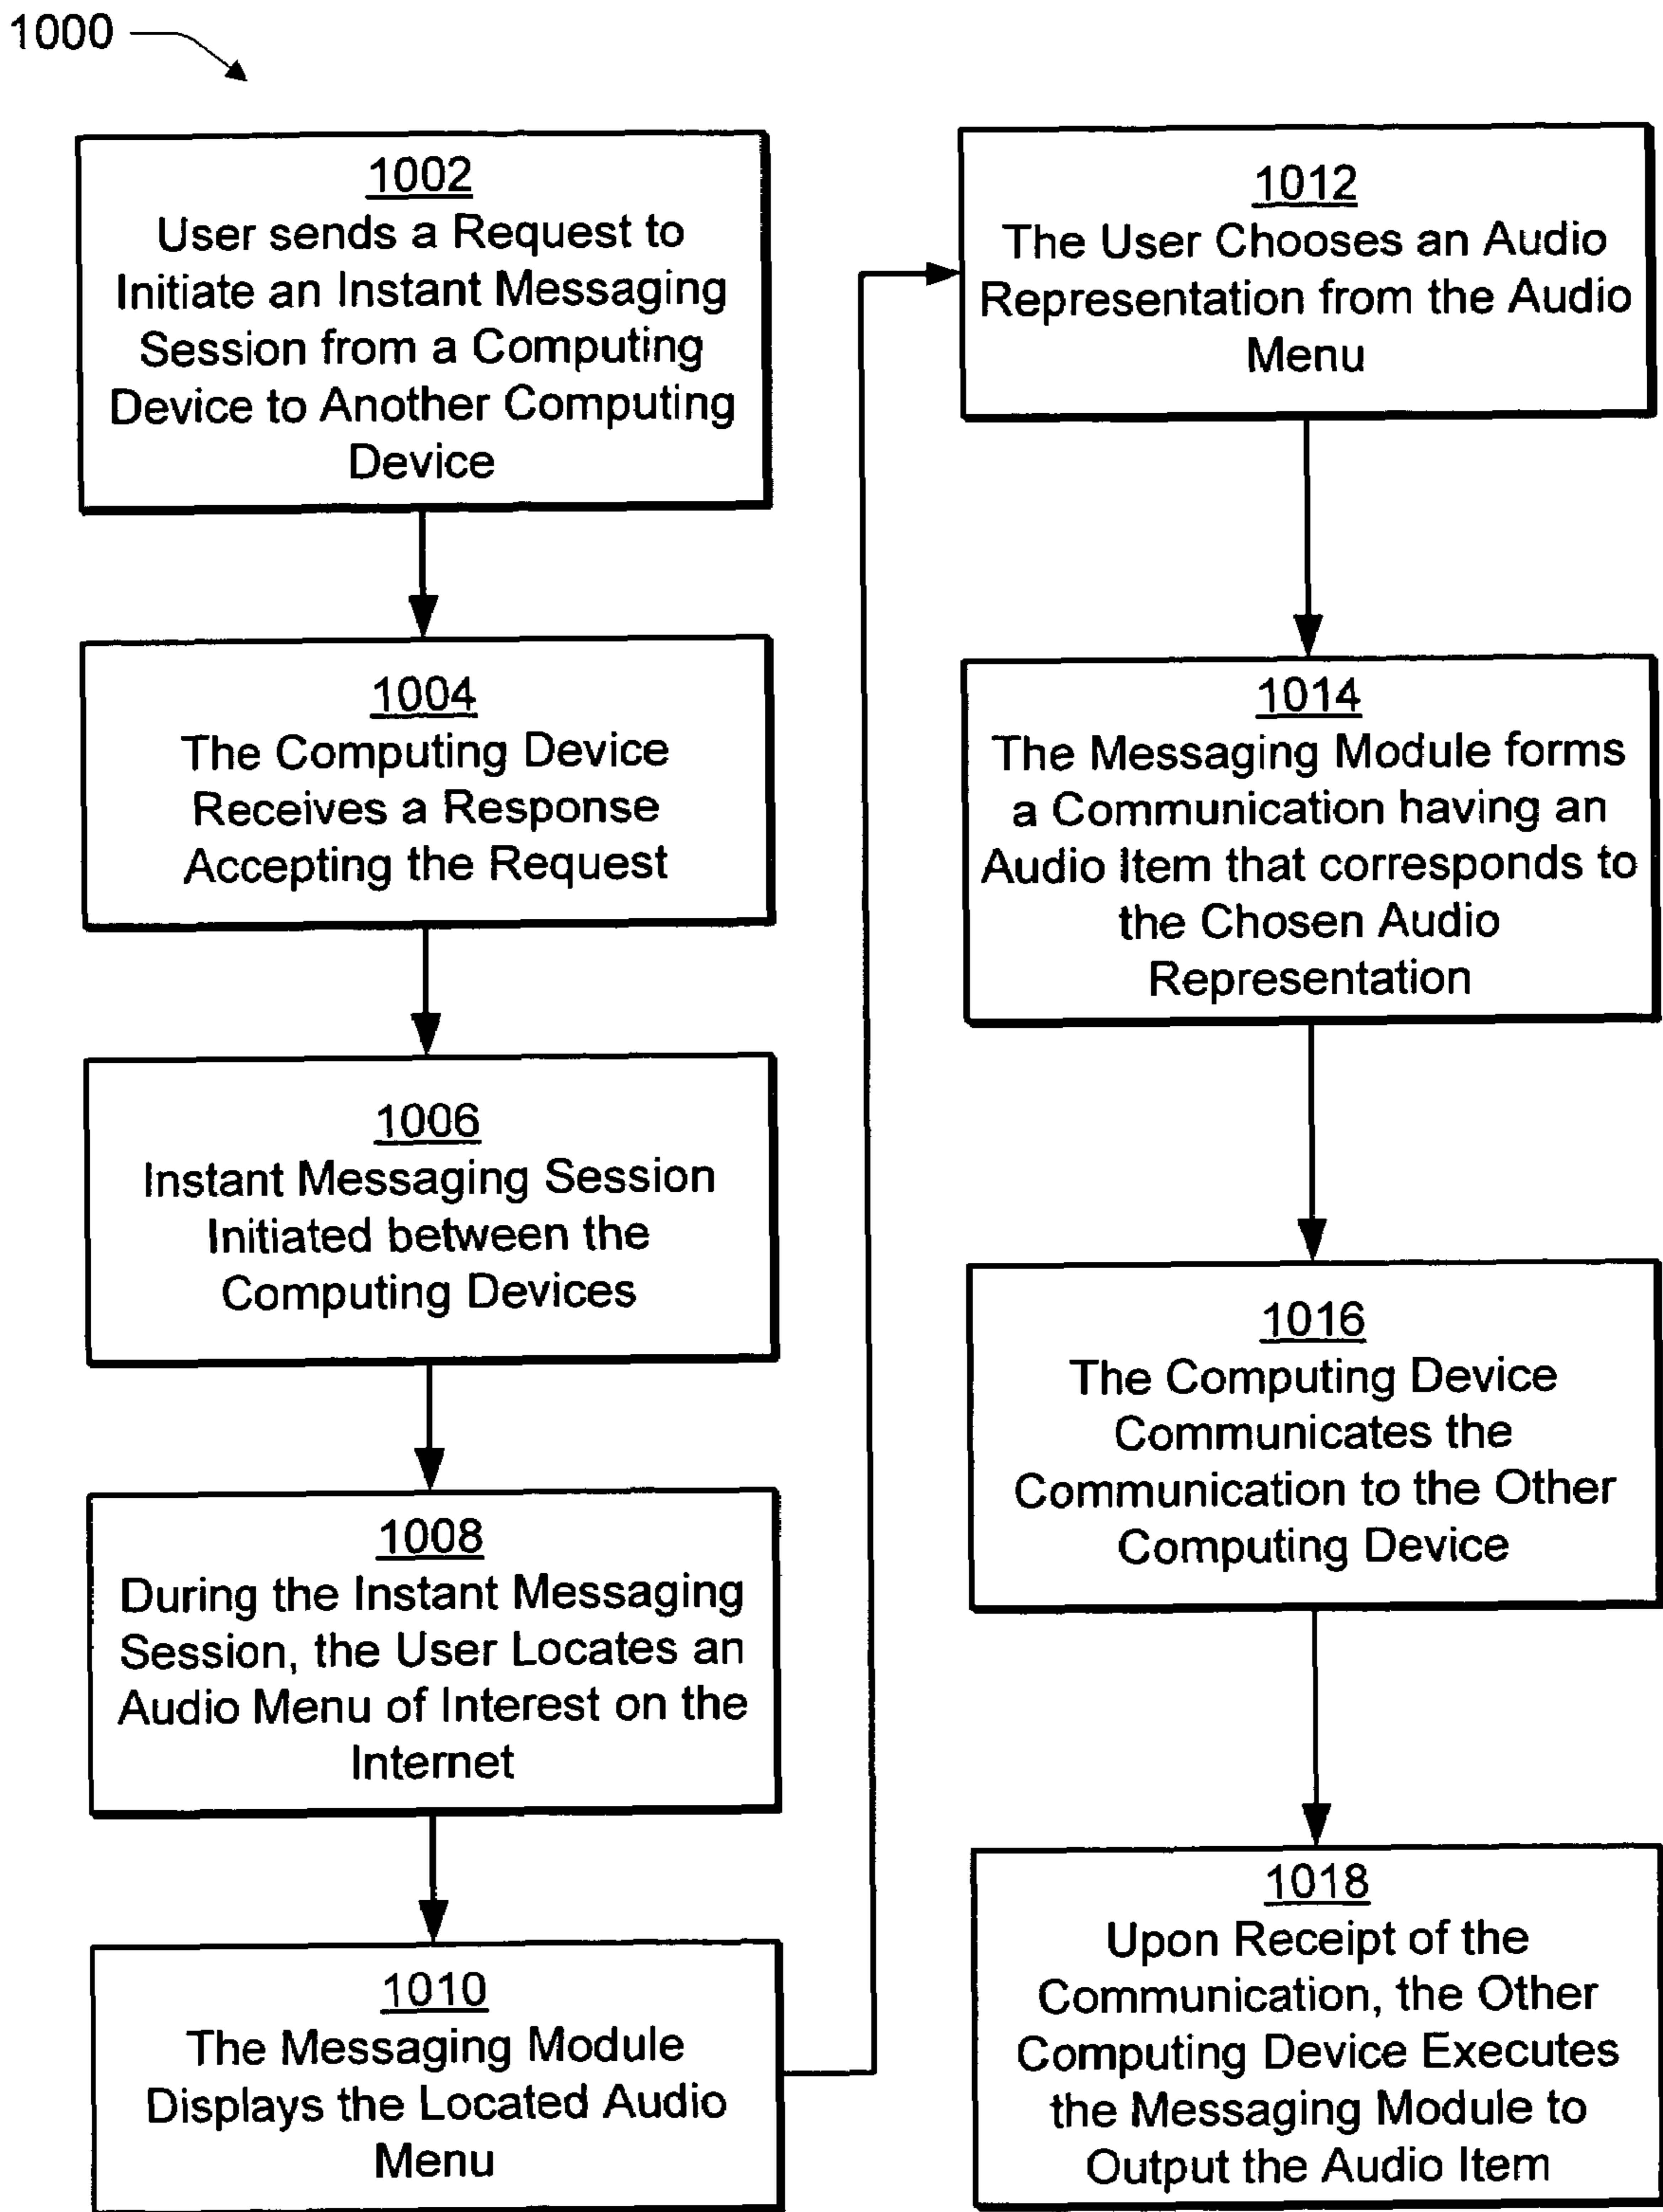 1000
1002
User sends a Request to
Initiate an Instant Messaging
Session from a Computing
Device to Another Computing
Device
1004
The Computing Device
Receives a Response
Accepting the Request
1006
Instant Messaging Session
Initiated between the
Computing Devices
1008
During the Instant Messaging
Session, the User Locates an
Audio Menu of Interest on the
Internet
1010
The Messaging Module
Displays the Located Audio
Menu
1012
The User Chooses an Audio
Representation from the Audio
Menu
1014
The Messaging Module forms
a Communication having an
Audio Item that corresponds to
the Chosen Audio
Representation
1016
The Computing Device
Communicates the
Communication to the Other
Computing Device
1018
Upon Receipt of the
Communication, the Other
Computing Device Executes
the Messaging Module to
Output the Audio Item